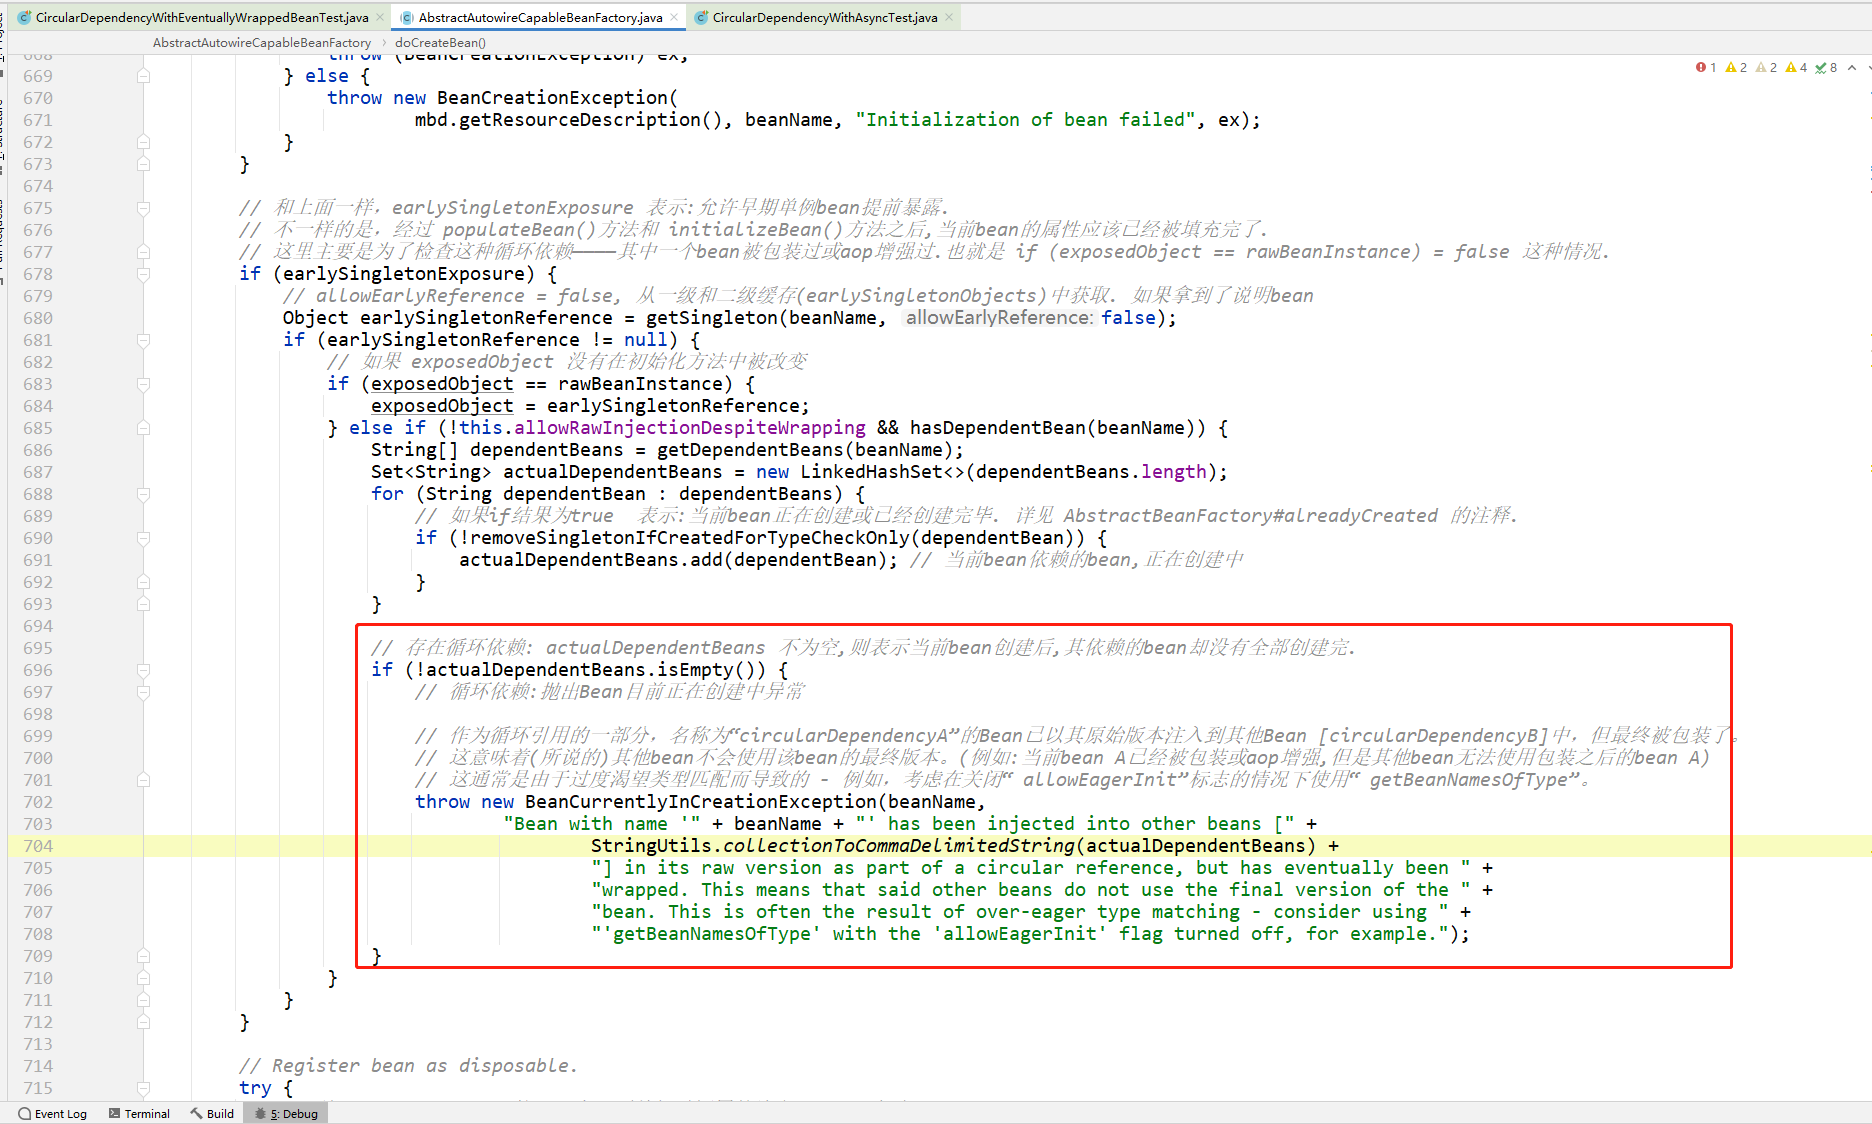 CircularDependencyWithEventuallyWrappedBeanTest.java
AbstractAutowireCapableBeanFactory.java
CircularDependencyWithAsyncTest.java
AbstractAutowireCapableBeanFactory › doCreateBean()
668 throw (BeanCreationException) ex;
1 2 2 4 8
669 } else {
670 throw new BeanCreationException(
671 mbd.getResourceDescription(), beanName, "Initialization of bean failed", ex);
672 }
673 }
674
675 // 和上面一样，earlySingletonExposure 表示:允许早期单例bean提前暴露.
676 // 不一样的是，经过 populateBean()方法和 initializeBean()方法之后,当前bean的属性应该已经被填充完了.
677 // 这里主要是为了检查这种循环依赖————其中一个bean被包装过或aop增强过.也就是 if (exposedObject == rawBeanInstance) = false 这种情况.
678 if (earlySingletonExposure) {
679 // allowEarlyReference = false, 从一级和二级缓存(earlySingletonObjects)中获取. 如果拿到了说明bean
680 Object earlySingletonReference = getSingleton(beanName, allowEarlyReference: false);
681 if (earlySingletonReference != null) {
682 // 如果 exposedObject 没有在初始化方法中被改变
683 if (exposedObject == rawBeanInstance) {
684 exposedObject = earlySingletonReference;
685 } else if (!this.allowRawInjectionDespiteWrapping && hasDependentBean(beanName)) {
686 String[] dependentBeans = getDependentBeans(beanName);
687 Set<String> actualDependentBeans = new LinkedHashSet<>(dependentBeans.length);
688 for (String dependentBean : dependentBeans) {
689 // 如果if结果为true 表示:当前bean正在创建或已经创建完毕. 详见 AbstractBeanFactory#alreadyCreated 的注释.
690 if (!removeSingletonIfCreatedForTypeCheckOnly(dependentBean)) {
691 actualDependentBeans.add(dependentBean); // 当前bean依赖的bean,正在创建中
692 }
693 }
694
695 // 存在循环依赖: actualDependentBeans 不为空,则表示当前bean创建后,其依赖的bean却没有全部创建完.
696 if (!actualDependentBeans.isEmpty()) {
697 // 循环依赖:抛出Bean目前正在创建中异常
698
699 // 作为循环引用的一部分，名称为“circularDependencyA”的Bean已以其原始版本注入到其他Bean [circularDependencyB]中，但最终被包装了。
700 // 这意味着(所说的)其他bean不会使用该bean的最终版本。(例如:当前bean A已经被包装或aop增强,但是其他bean无法使用包装之后的bean A)
701 // 这通常是由于过度渴望类型匹配而导致的 - 例如，考虑在关闭“ allowEagerInit”标志的情况下使用“ getBeanNamesOfType”。
702 throw new BeanCurrentlyInCreationException(beanName,
703 "Bean with name '" + beanName + "' has been injected into other beans [" +
704 StringUtils.collectionToCommaDelimitedString(actualDependentBeans) +
705 "] in its raw version as part of a circular reference, but has eventually been " +
706 "wrapped. This means that said other beans do not use the final version of the " +
707 "bean. This is often the result of over-eager type matching - consider using " +
708 "'getBeanNamesOfType' with the 'allowEagerInit' flag turned off, for example.");
709 }
710 }
711 }
712 }
713
714 // Register bean as disposable.
715 try {
Event Log Terminal Build 5: Debug